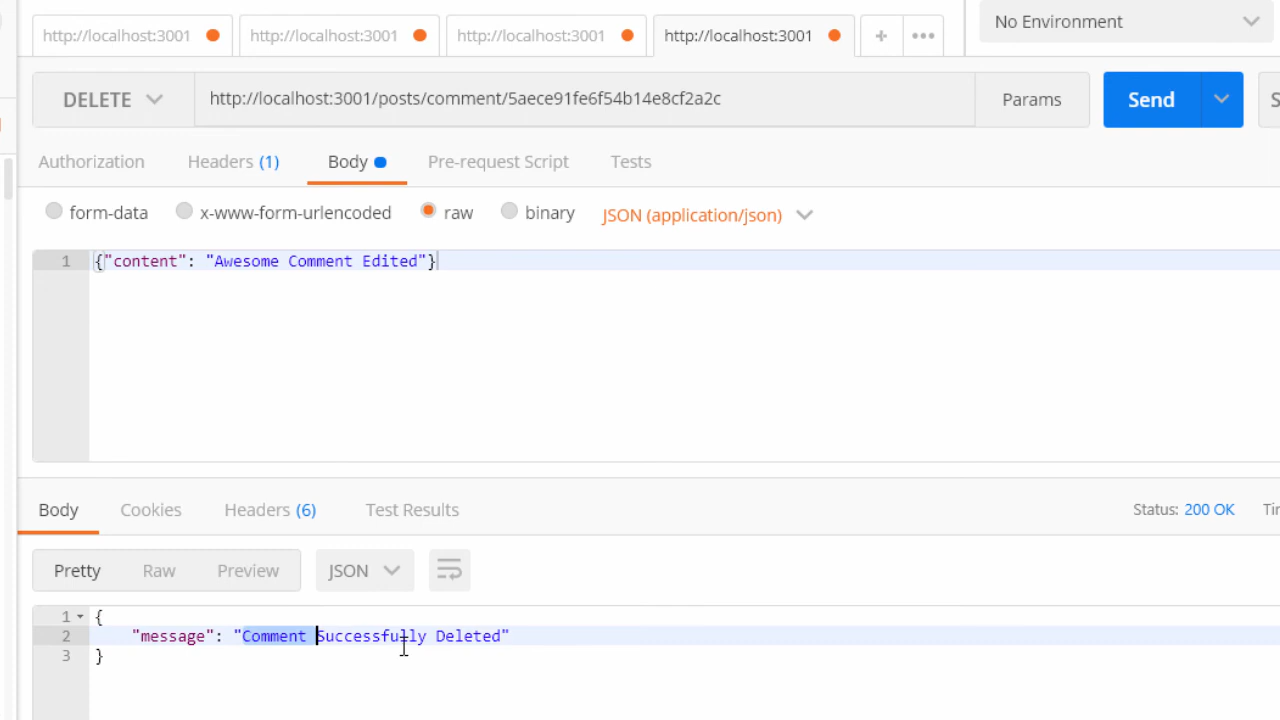 http://localhost:3001 http://localhost:3001 http://localhost:3001 http://localhost:3001 + ••• No Environment
DELETE http://localhost:3001/posts/comment/5aece91fe6f54b14e8cf2a2c Params Send S
Authorization Headers (1) Body Pre-request Script Tests
form-data x-www-form-urlencoded raw binary JSON (application/json)
1 {"content": "Awesome Comment Edited"}
Body Cookies Headers (6) Test Results Status: 200 OK
Pretty Raw Preview JSON
1 {
2 "message": "Comment Successfully Deleted"
3 }